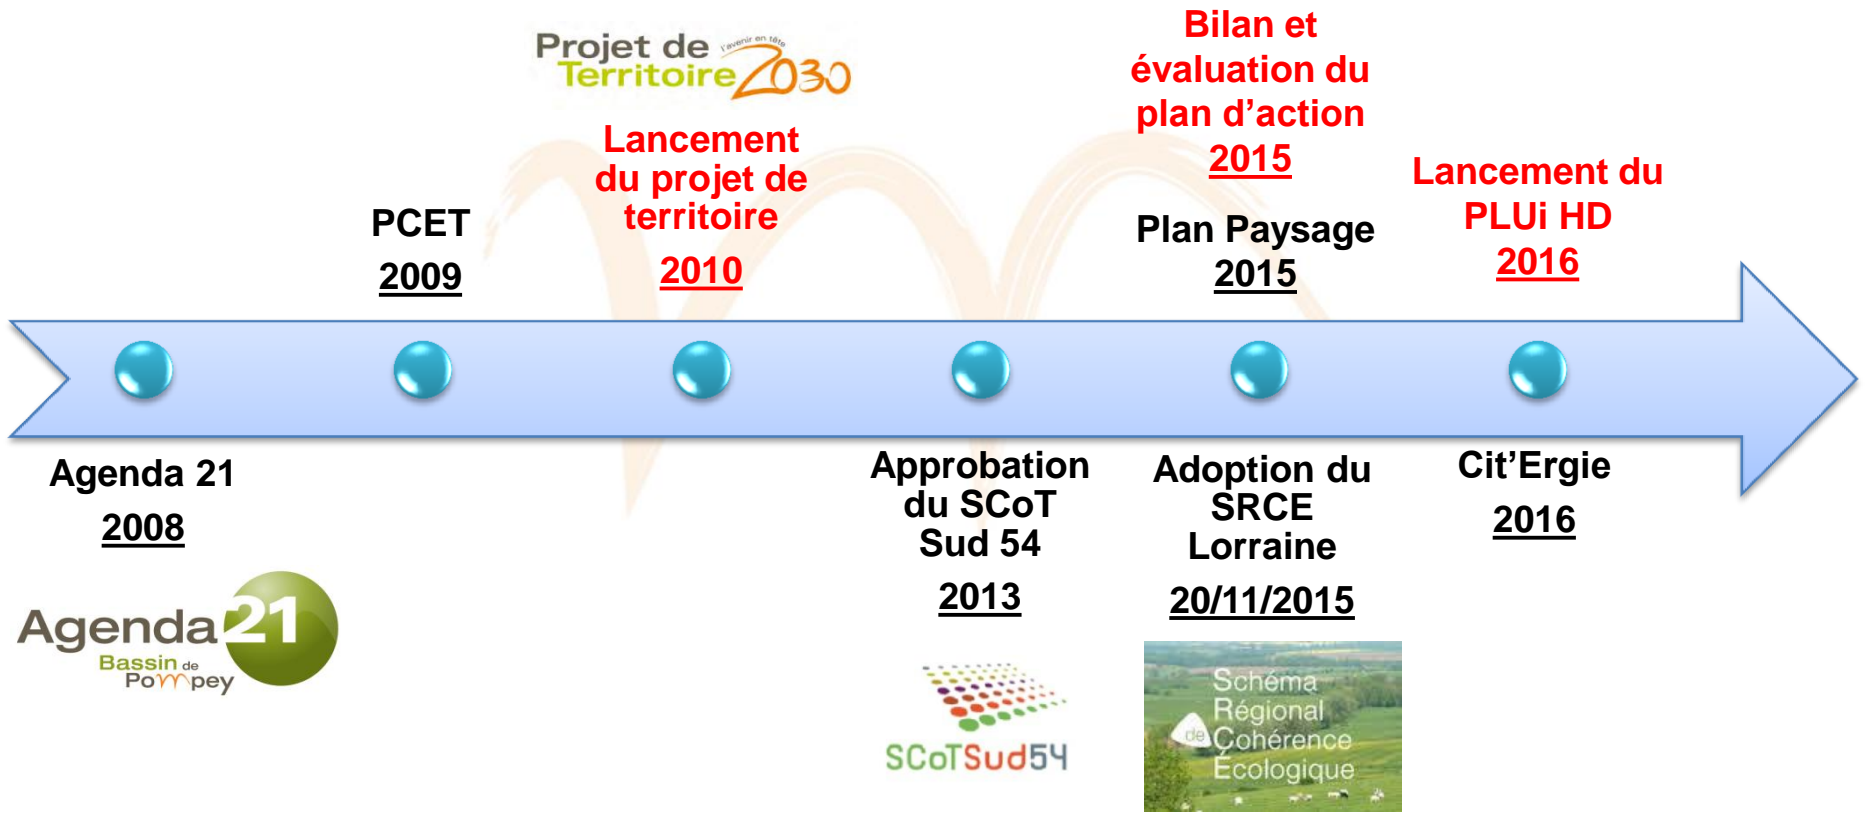 Projet de
l'avenir en tête
Territoire 2030
Lancement
du projet de
territoire
2010
Bilan et
évaluation du
plan d’action
2015
Plan Paysage
2015
Lancement du
PLUi HD
2016
PCET
2009
Agenda 21
2008
Agenda 21
Bassin de
Pompey
Approbation
du SCoT
Sud 54
2013
SCoTSud54
Adoption du
SRCE
Lorraine
20/11/2015
Schéma
Régional
de Cohérence
Écologique
Cit’Ergie
2016